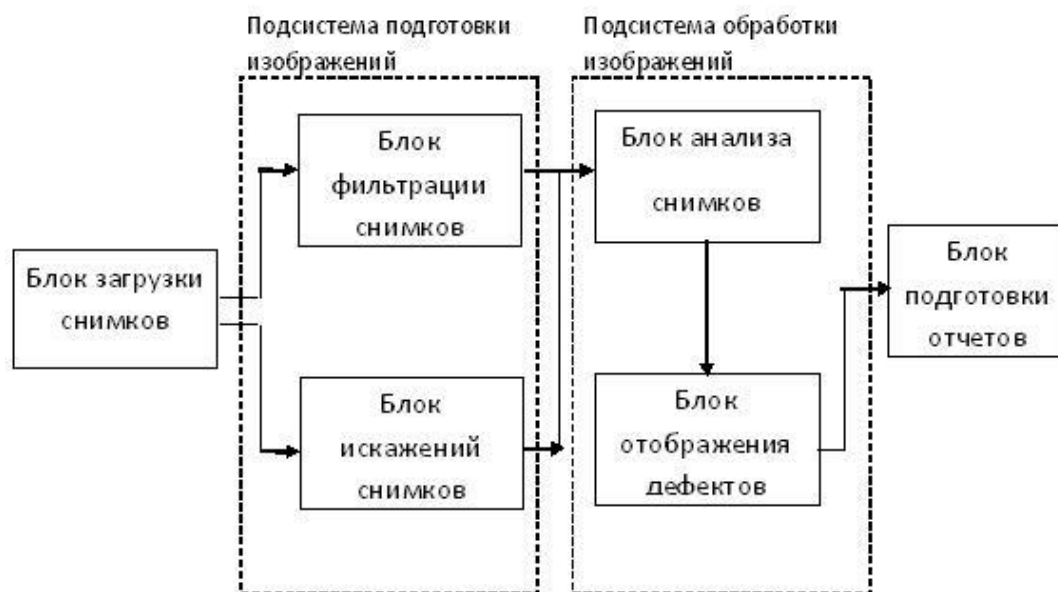 Подсистема подготовки
изображений
Подсистема обработки
изображений
Блок загрузки
снимков
Блок
фильтрации
снимков
Блок
искажений
снимков
Блок анализа
снимков
Блок
отображения
дефектов
Блок
подготовки
отчетов